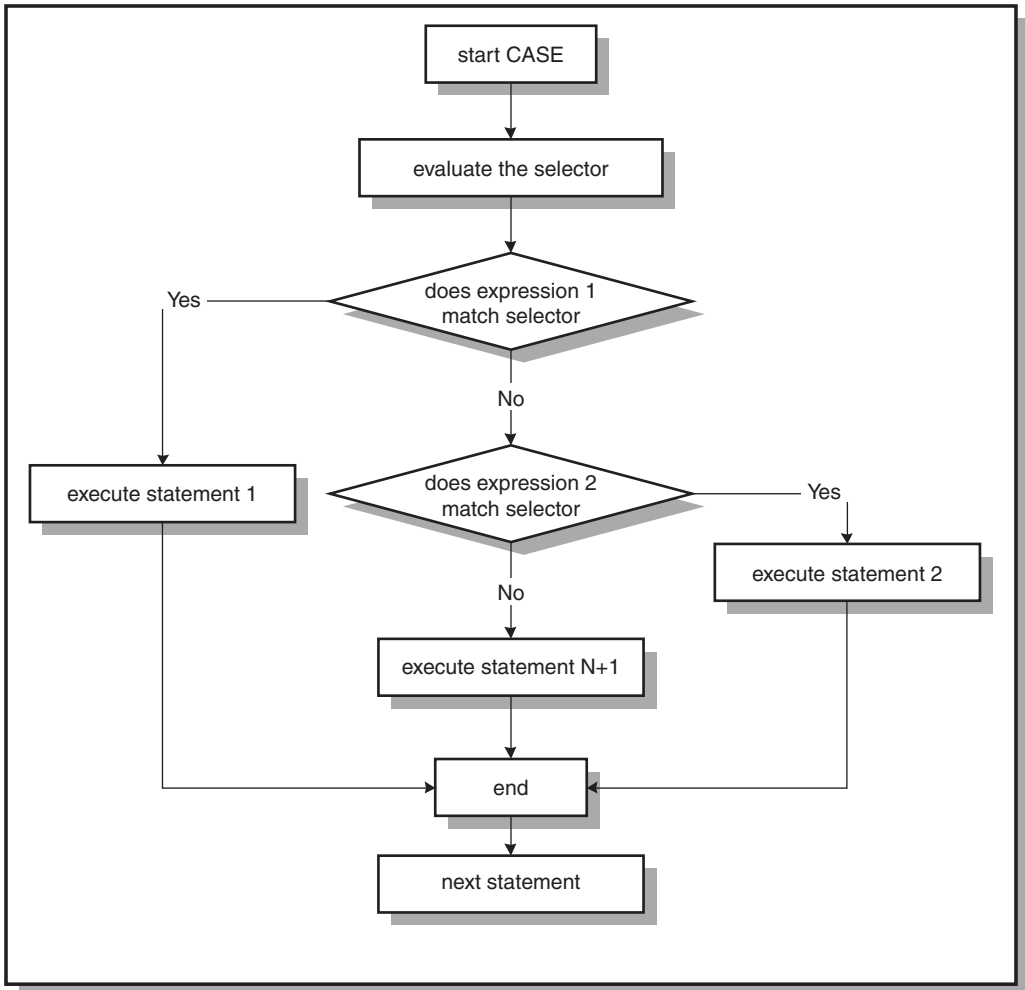 start CASE
evaluate the selector
does expression 1
match selector
Yes
No
execute statement 1
does expression 2
match selector
Yes
execute statement 2
No
execute statement N+1
end
next statement